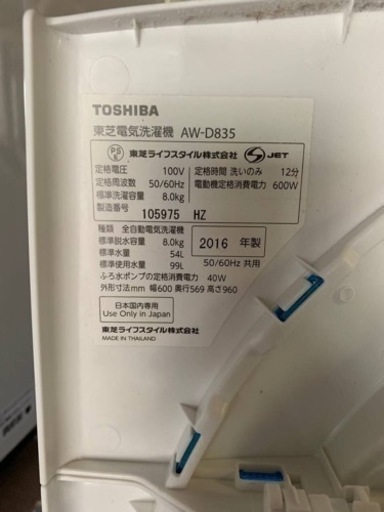 TOSHIBA
東芝電気洗濯機 AW-D835
PS E 東芝ライフスタイル株式会社 S JET
定格電圧 100V 定格時間 洗いのみ 12分
定格周波数 50/60Hz 電動機定格消費電力 600W
標準洗濯容量 8.0kg
製造番号 105975 HZ
種類 全自動電気洗濯機
標準脱水容量 8.0kg 2016 年製
標準水量 54L
標準使用水量 99L 50/60Hz 共用
ふろ水ポンプの定格消費電力 40W
外形寸法mm 幅600 奥行569 高さ960
日本国内専用
Use Only in Japan
東芝ライフスタイル株式会社
MADE IN THAILAND